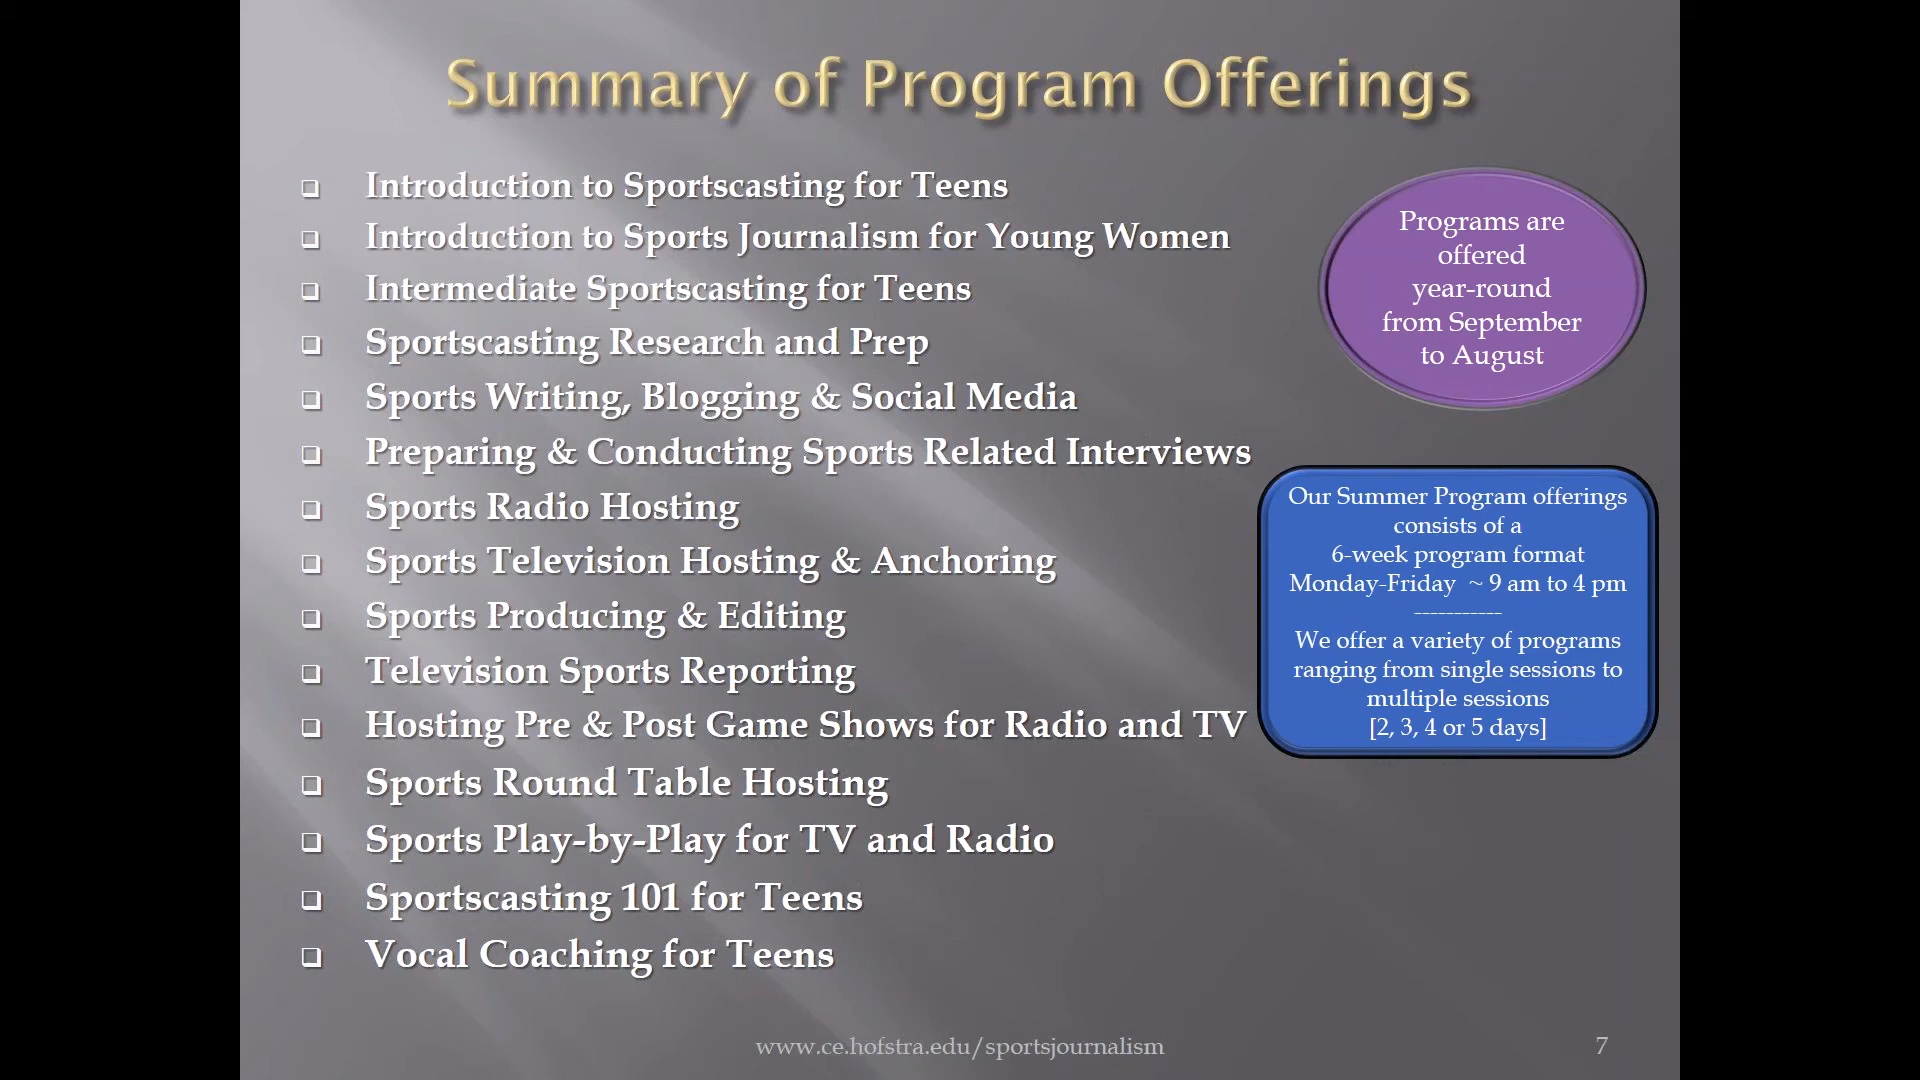 Summary of Program Offerings
Introduction to Sportscasting for Teens
Introduction to Sports Journalism for Young Women
Intermediate Sportscasting for Teens
Sportscasting Research and Prep
Sports Writing, Blogging & Social Media
Preparing & Conducting Sports Related Interviews
Sports Radio Hosting
Sports Television Hosting & Anchoring
Sports Producing & Editing
Television Sports Reporting
Hosting Pre & Post Game Shows for Radio and TV
Sports Round Table Hosting
Sports Play-by-Play for TV and Radio
Sportscasting 101 for Teens
Vocal Coaching for Teens
Programs are
offered
year-round
from September
to August
Our Summer Program offerings
consists of a
6-week program format
Monday-Friday ~ 9 am to 4 pm
-----------
We offer a variety of programs
ranging from single sessions to
multiple sessions
[2, 3, 4 or 5 days]
www.ce.hofstra.edu/sportsjournalism
7